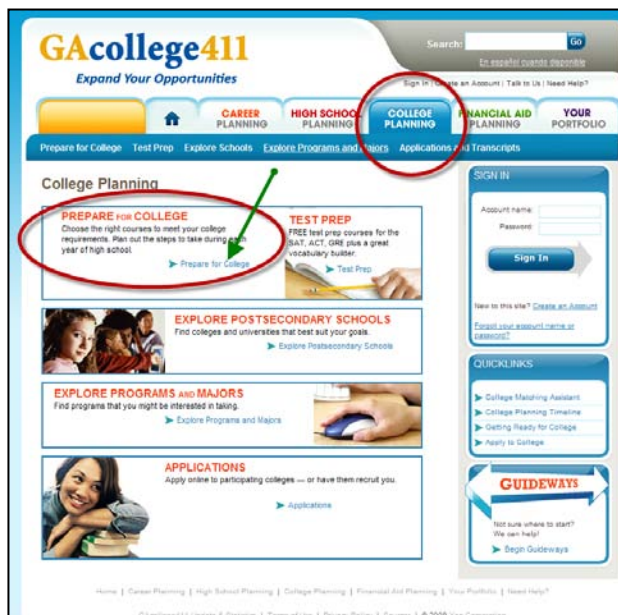 GAcollege411
Search:
Go
Expand Your Opportunities
En español cuando disponible
Sign In | Create an Account | Talk to Us | Need Help?
CAREER PLANNING
HIGH SCHOOL PLANNING
COLLEGE PLANNING
FINANCIAL AID PLANNING
YOUR PORTFOLIO
Prepare for College Test Prep Explore Schools Explore Programs and Majors Applications and Transcripts
College Planning
PREPARE FOR COLLEGE
Choose the right courses to meet your college
requirements. Plan out the steps to take during each
year of high school.
Prepare for College
TEST PREP
FREE test prep courses for the
SAT, ACT, GRE plus a great
vocabulary builder.
Test Prep
EXPLORE POSTSECONDARY SCHOOLS
Find colleges and universities that best suit your goals.
Explore Postsecondary Schools
EXPLORE PROGRAMS AND MAJORS
Find programs that you might be interested in taking.
Explore Programs and Majors
APPLICATIONS
Apply online to participating colleges — or have them recruit you.
Applications
SIGN IN
Account name:
Password:
Sign In
New to this site? Create an Account
Forgot your account name or
password?
QUICKLINKS
College Matching Assistant
College Planning Timeline
Getting Ready for College
Apply to College
GUIDEWAYS
Not sure where to start?
We can help!
Begin Guideways
Home | Career Planning | High School Planning | College Planning | Financial Aid Planning | Your Portfolio | Need Help?